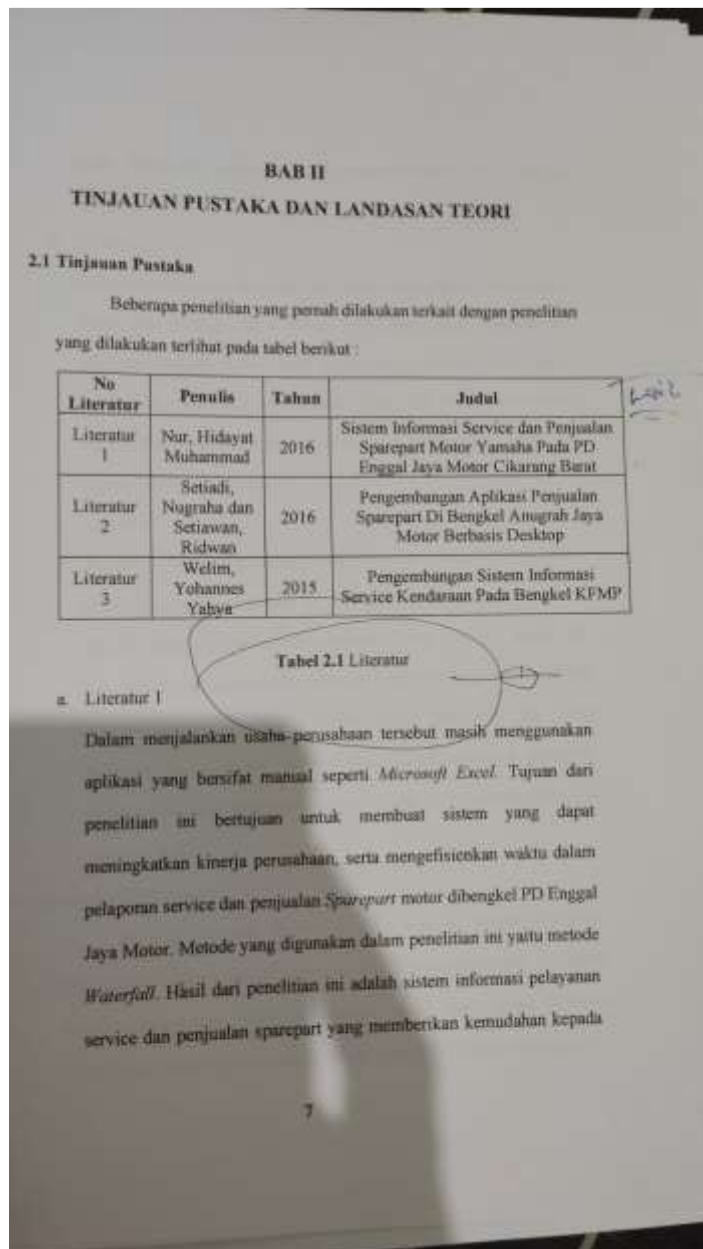 BAB II
TINJAUAN PUSTAKA DAN LANDASAN TEORI
2.1 Tinjauan Pustaka
Beberapa penelitian yang pernah dilakukan terkait dengan penelitian
yang dilakukan terlihat pada tabel berikut :
No Literatur Penulis Tahun Judul
Literatur 1 Nur, Hidayat Muhammad 2016 Sistem Informasi Service dan Penjualan Sparepart Motor Yamaha Pada PD Enggal Jaya Motor Cikarang Barat
Literatur 2 Setiadi, Nugraha dan Setiawan, Ridwan 2016 Pengembangan Aplikasi Penjualan Sparepart Di Bengkel Anugrah Jaya Motor Berbasis Desktop
Literatur 3 Welim, Yohannes Yahya 2015 Pengembangan Sistem Informasi Service Kendaraan Pada Bengkel KFMP
Tabel 2.1 Literatur
a. Literatur 1
Dalam menjalankan usaha perusahaan tersebut masih menggunakan
aplikasi yang bersifat manual seperti Microsoft Excel. Tujuan dari
penelitian ini bertujuan untuk membuat sistem yang dapat
meningkatkan kinerja perusahaan, serta mengefisienkan waktu dalam
pelaporan service dan penjualan Sparepart motor dibengkel PD Enggal
Jaya Motor. Metode yang digunakan dalam penelitian ini yaitu metode
Waterfall. Hasil dari penelitian ini adalah sistem informasi pelayanan
service dan penjualan sparepart yang memberikan kemudahan kepada
7